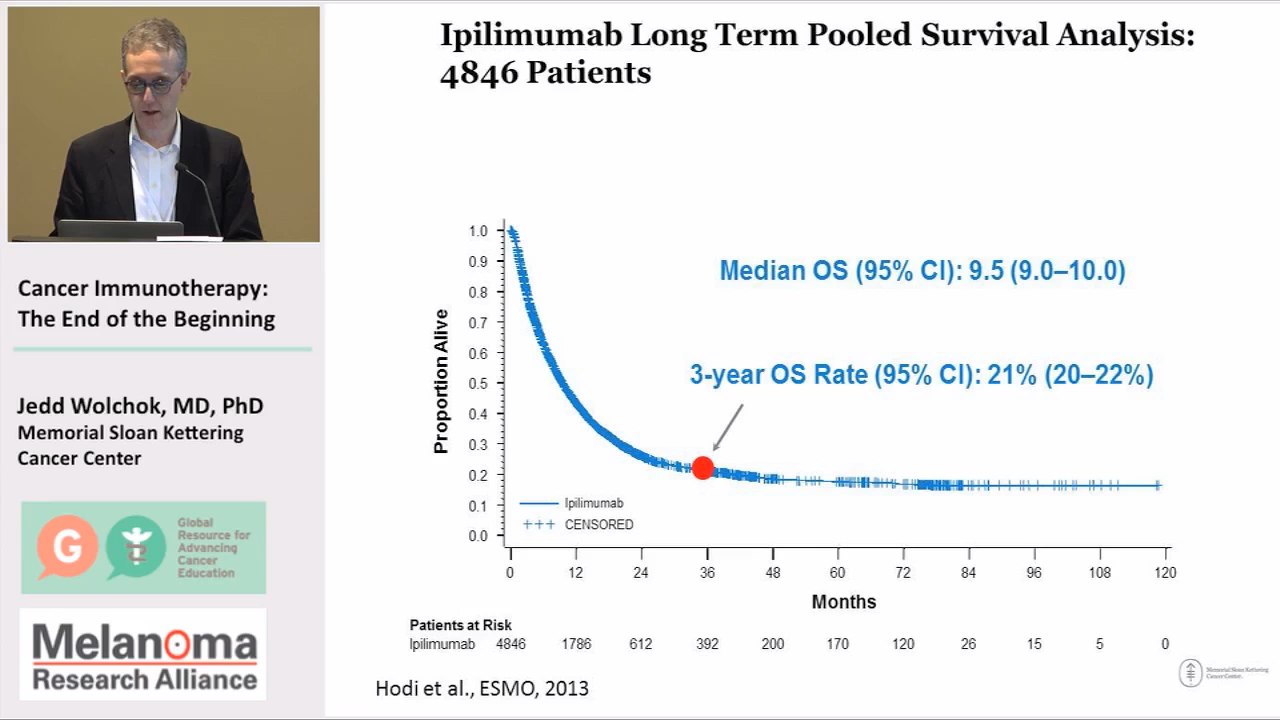 Ipilimumab Long Term Pooled Survival Analysis:
4846 Patients
Cancer Immunotherapy:
The End of the Beginning
Jedd Wolchok, MD, PhD
Memorial Sloan Kettering
Cancer Center
G
Global
Resource for
Advancing
Cancer
Education
Melanoma
Research Alliance
Median OS (95% CI): 9.5 (9.0–10.0)
3-year OS Rate (95% CI): 21% (20–22%)
Proportion Alive
1.0
0.9
0.8
0.7
0.6
0.5
0.4
0.3
0.2
0.1
0.0
Ipilimumab
+++ CENSORED
0 12 24 36 48 60 72 84 96 108 120
Months
Patients at Risk
Ipilimumab 4846 1786 612 392 200 170 120 26 15 5 0
Hodi et al., ESMO, 2013
Memorial Sloan Kettering
Cancer Center